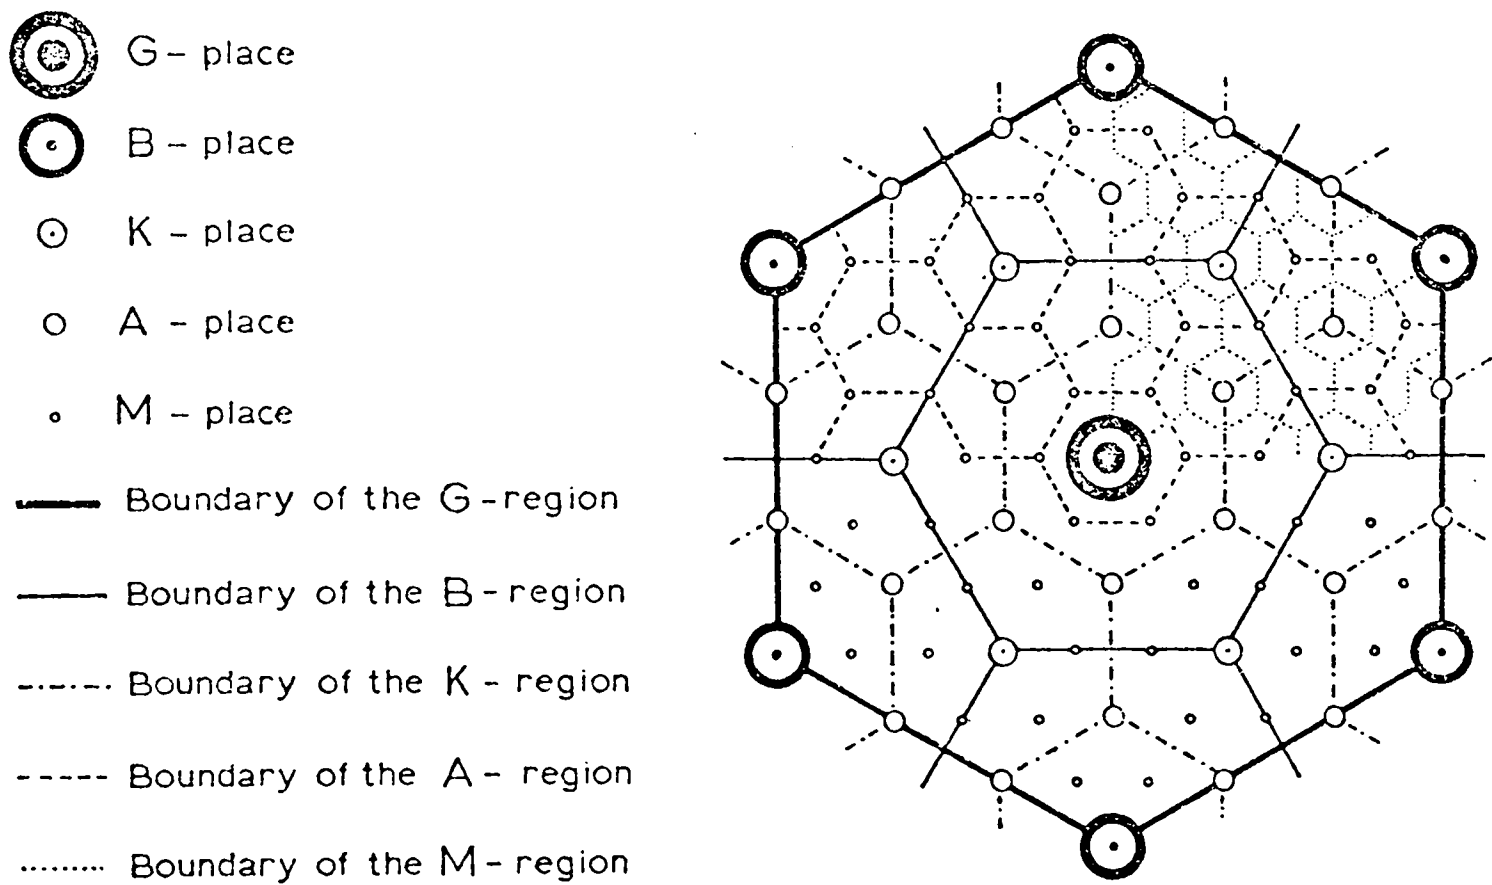 G - place
B - place
K - place
A - place
M - place
Boundary of the G - region
Boundary of the B - region
Boundary of the K - region
Boundary of the A - region
Boundary of the M - region